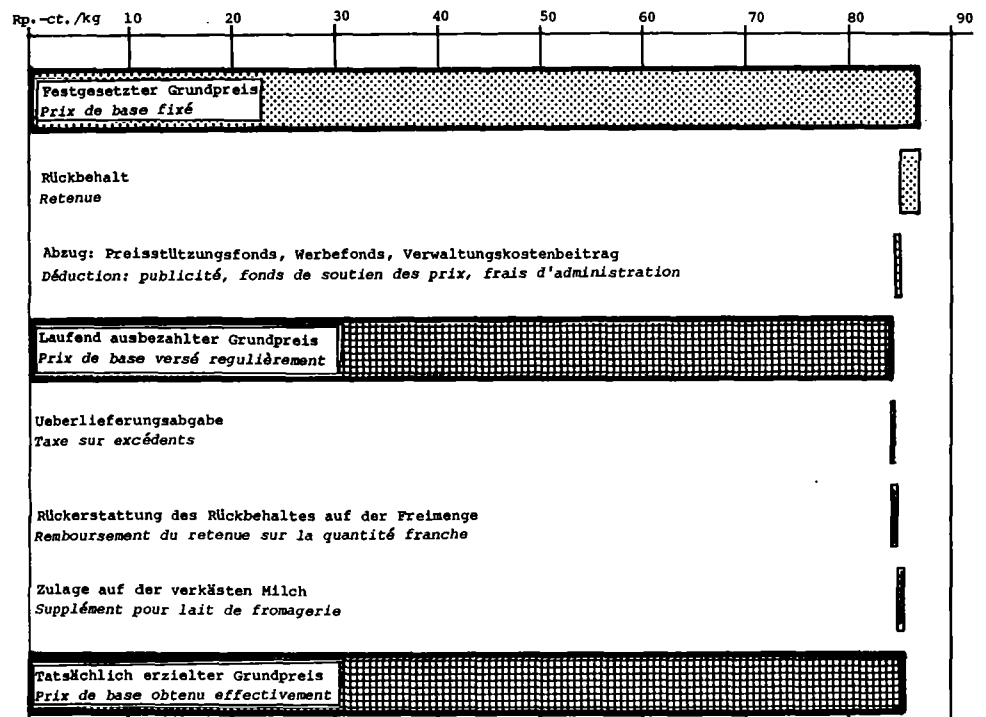 Rp.-ct./kg 10 20 30 40 50 60 70 80 90
Festgesetzter Grundpreis
Prix de base fixé
Rückbehalt
Retenue
Abzug: Preisstützungsfonds, Werbefonds, Verwaltungskostenbeitrag
Déduction: publicité, fonds de soutien des prix, frais d'administration
Laufend ausbezahlter Grundpreis
Prix de base versé regulièrement
Ueberlieferungsabgabe
Taxe sur excédents
Rückerstattung des Rückbehaltes auf der Freimenge
Remboursement du retenue sur la quantité franche
Zulage auf der verkästen Milch
Supplément pour lait de fromagerie
Tatsächlich erzielter Grundpreis
Prix de base obtenu effectivement